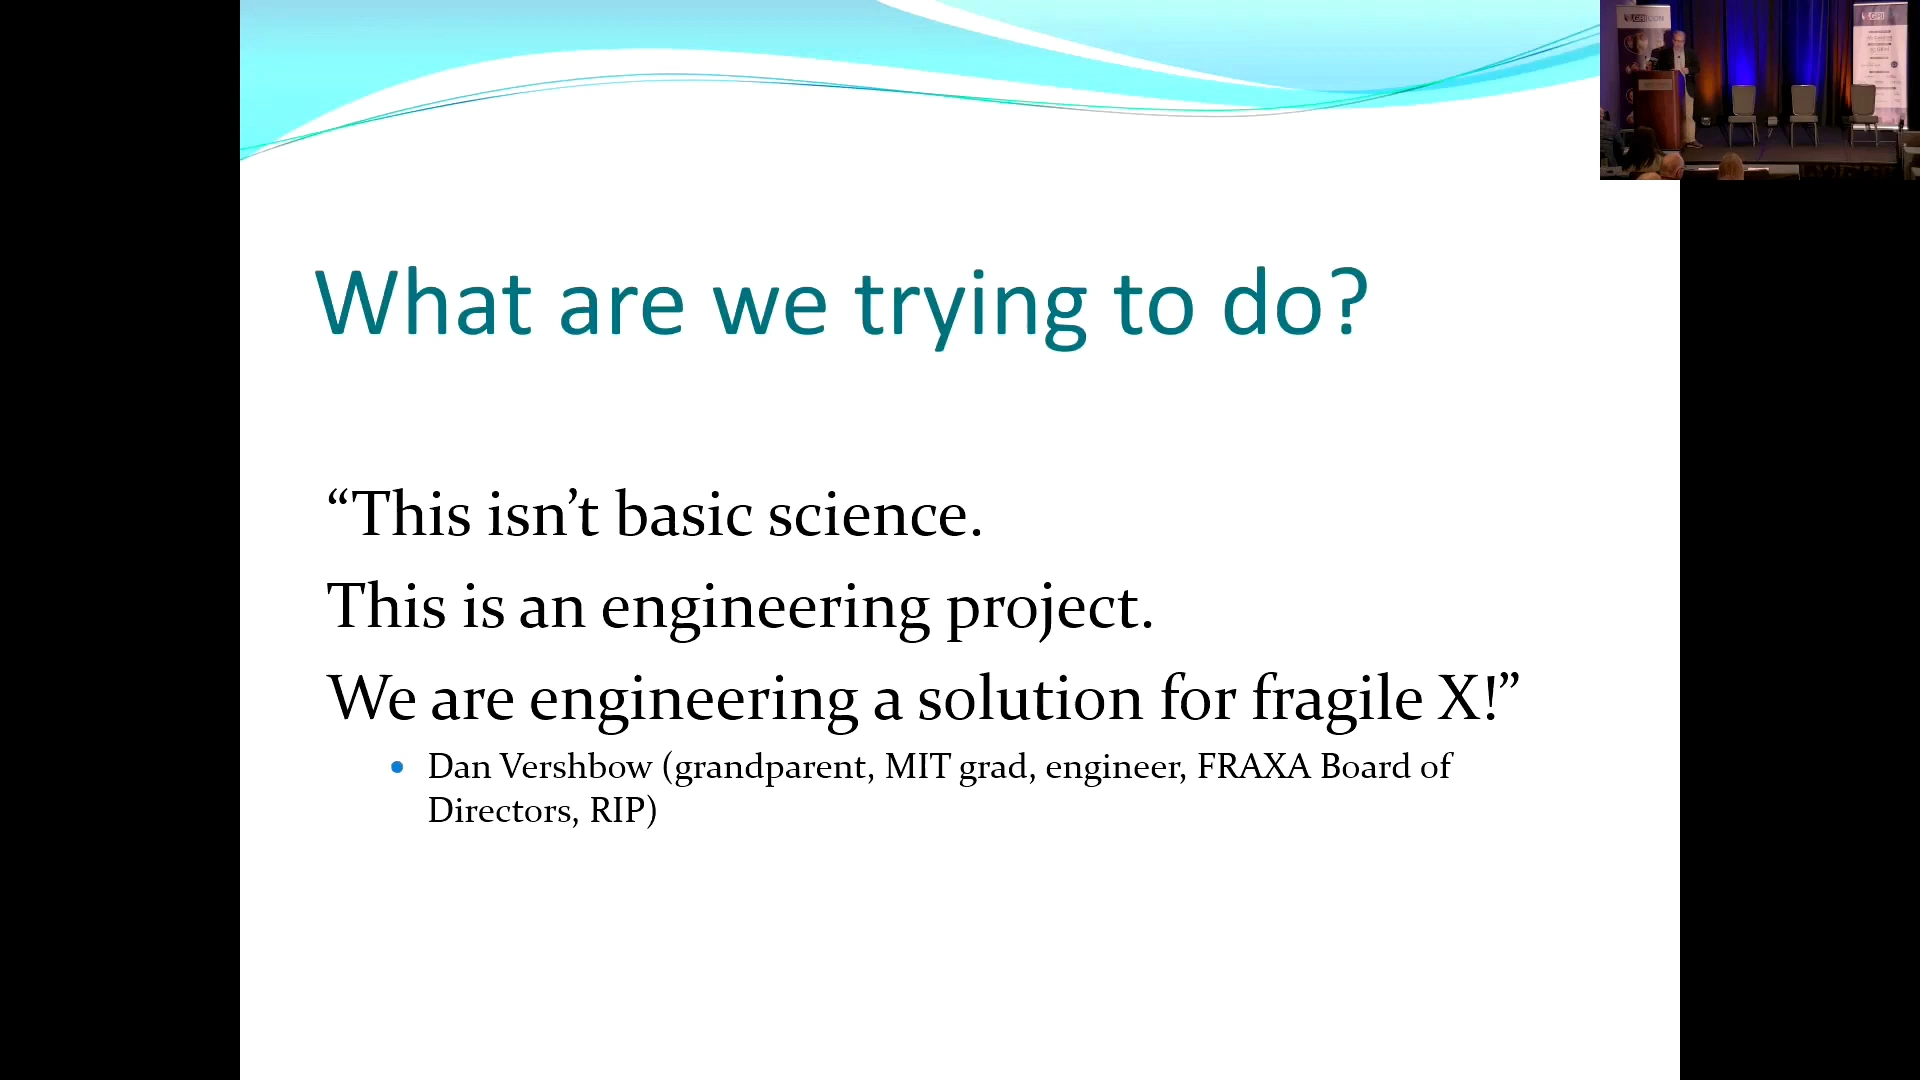 What are we trying to do?
“This isn’t basic science.
This is an engineering project.
We are engineering a solution for fragile X!”
• Dan Vershbow (grandparent, MIT grad, engineer, FRAXA Board of
Directors, RIP)